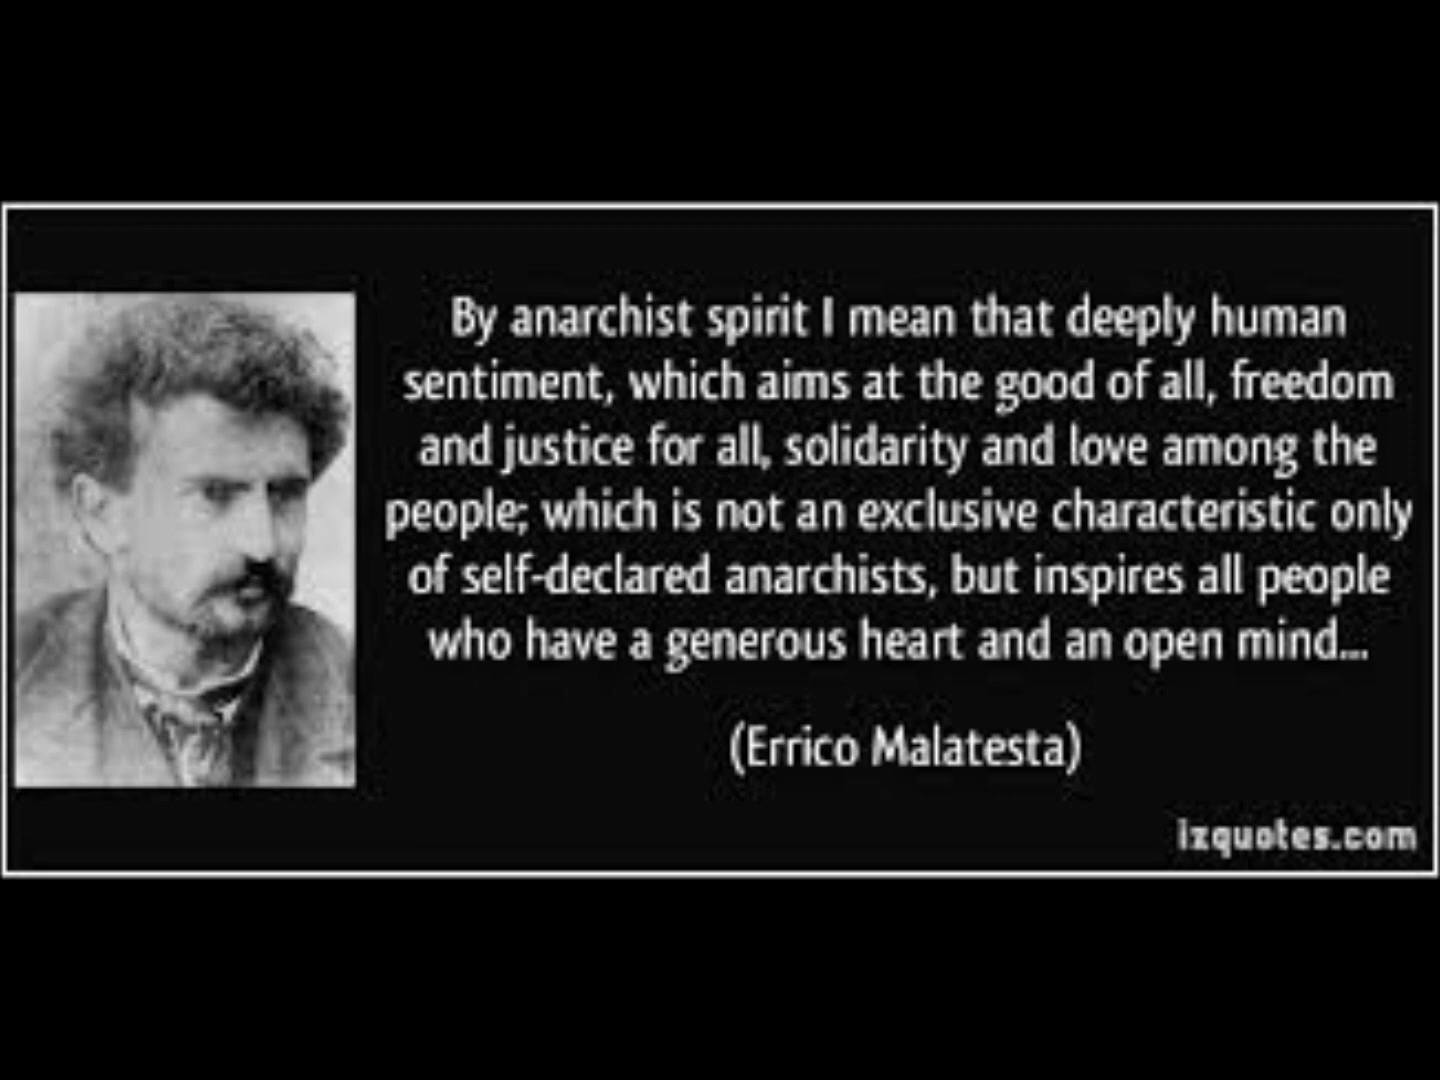 By anarchist spirit I mean that deeply human
sentiment, which aims at the good of all, freedom
and justice for all, solidarity and love among the
people; which is not an exclusive characteristic only
of self-declared anarchists, but inspires all people
who have a generous heart and an open mind...
(Errico Malatesta)
izquotes.com